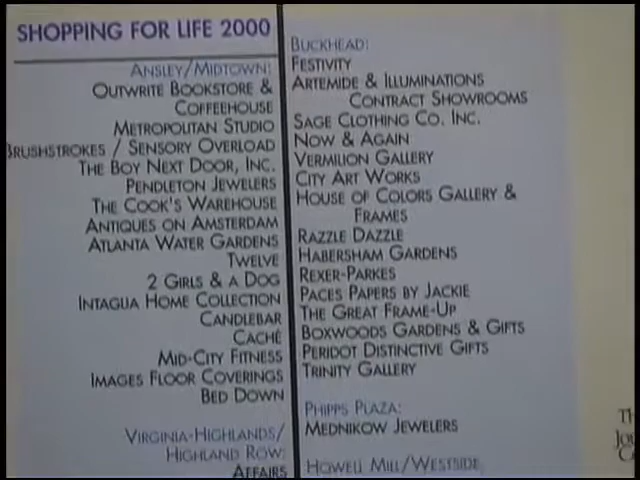 SHOPPING FOR LIFE 2000
ANSLEY/MIDTOWN:
OUTWRITE BOOKSTORE &
COFFEEHOUSE
METROPOLITAN STUDIO
BRUSHSTROKES / SENSORY OVERLOAD
THE BOY NEXT DOOR, INC.
PENDLETON JEWELERS
THE COOK'S WAREHOUSE
ANTIQUES ON AMSTERDAM
ATLANTA WATER GARDENS
TWELVE
2 GIRLS & A DOG
INTAGLIA HOME COLLECTION
CANDLEBAR
CACHÉ
MID-CITY FITNESS
IMAGES FLOOR COVERINGS
BED DOWN
VIRGINIA-HIGHLANDS/
HIGHLAND ROW:
AFFAIRS
BUCKHEAD:
FESTIVITY
ARTEMIDE & ILLUMINATIONS
CONTRACT SHOWROOMS
SAGE CLOTHING CO. INC.
NOW & AGAIN
VERMILION GALLERY
CITY ART WORKS
HOUSE OF COLORS GALLERY &
FRAMES
RAZZLE DAZZLE
HABERSHAM GARDENS
REXER-PARKES
PACES PAPERS BY JACKIE
THE GREAT FRAME-UP
BOXWOODS GARDENS & GIFTS
PERIDOT DISTINCTIVE GIFTS
TRINITY GALLERY
PHIPPS PLAZA:
MEDNIKOW JEWELERS
HOWELL MILL/WESTSIDE